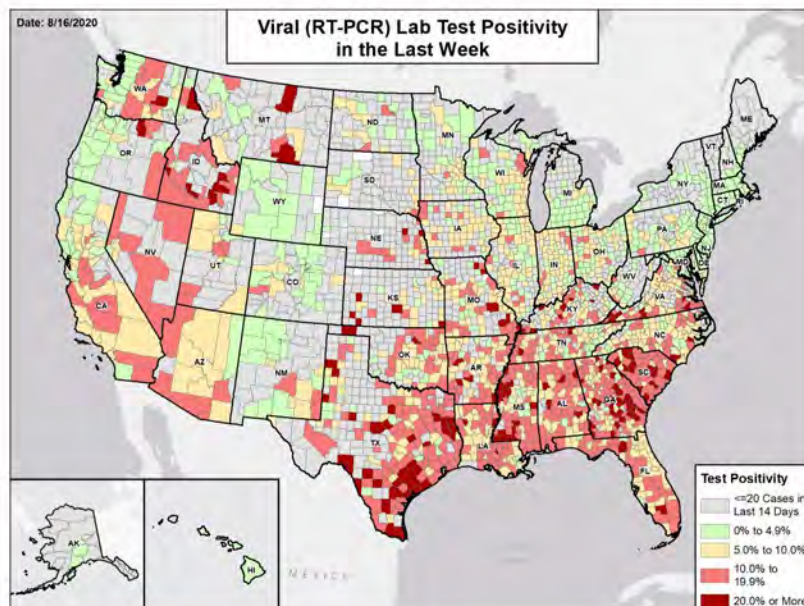 Date: 8/16/2020
Viral (RT-PCR) Lab Test Positivity
in the Last Week
WA
MT
ND
MN
ME
OR
ID
SD
WI
MI
VT
NH
NY
MA
CT
RI
WY
NE
IA
PA
NJ
NV
UT
CO
IL
IN
OH
MD
DE
WV
VA
CA
KS
MO
KY
AZ
NM
OK
AR
TN
NC
SC
TX
LA
MS
AL
GA
FL
AK
HI
MEXICO
Test Positivity
<=20 Cases in
Last 14 Days
0% to 4.9%
5.0% to 10.0%
10.0% to
19.9%
20.0% or More